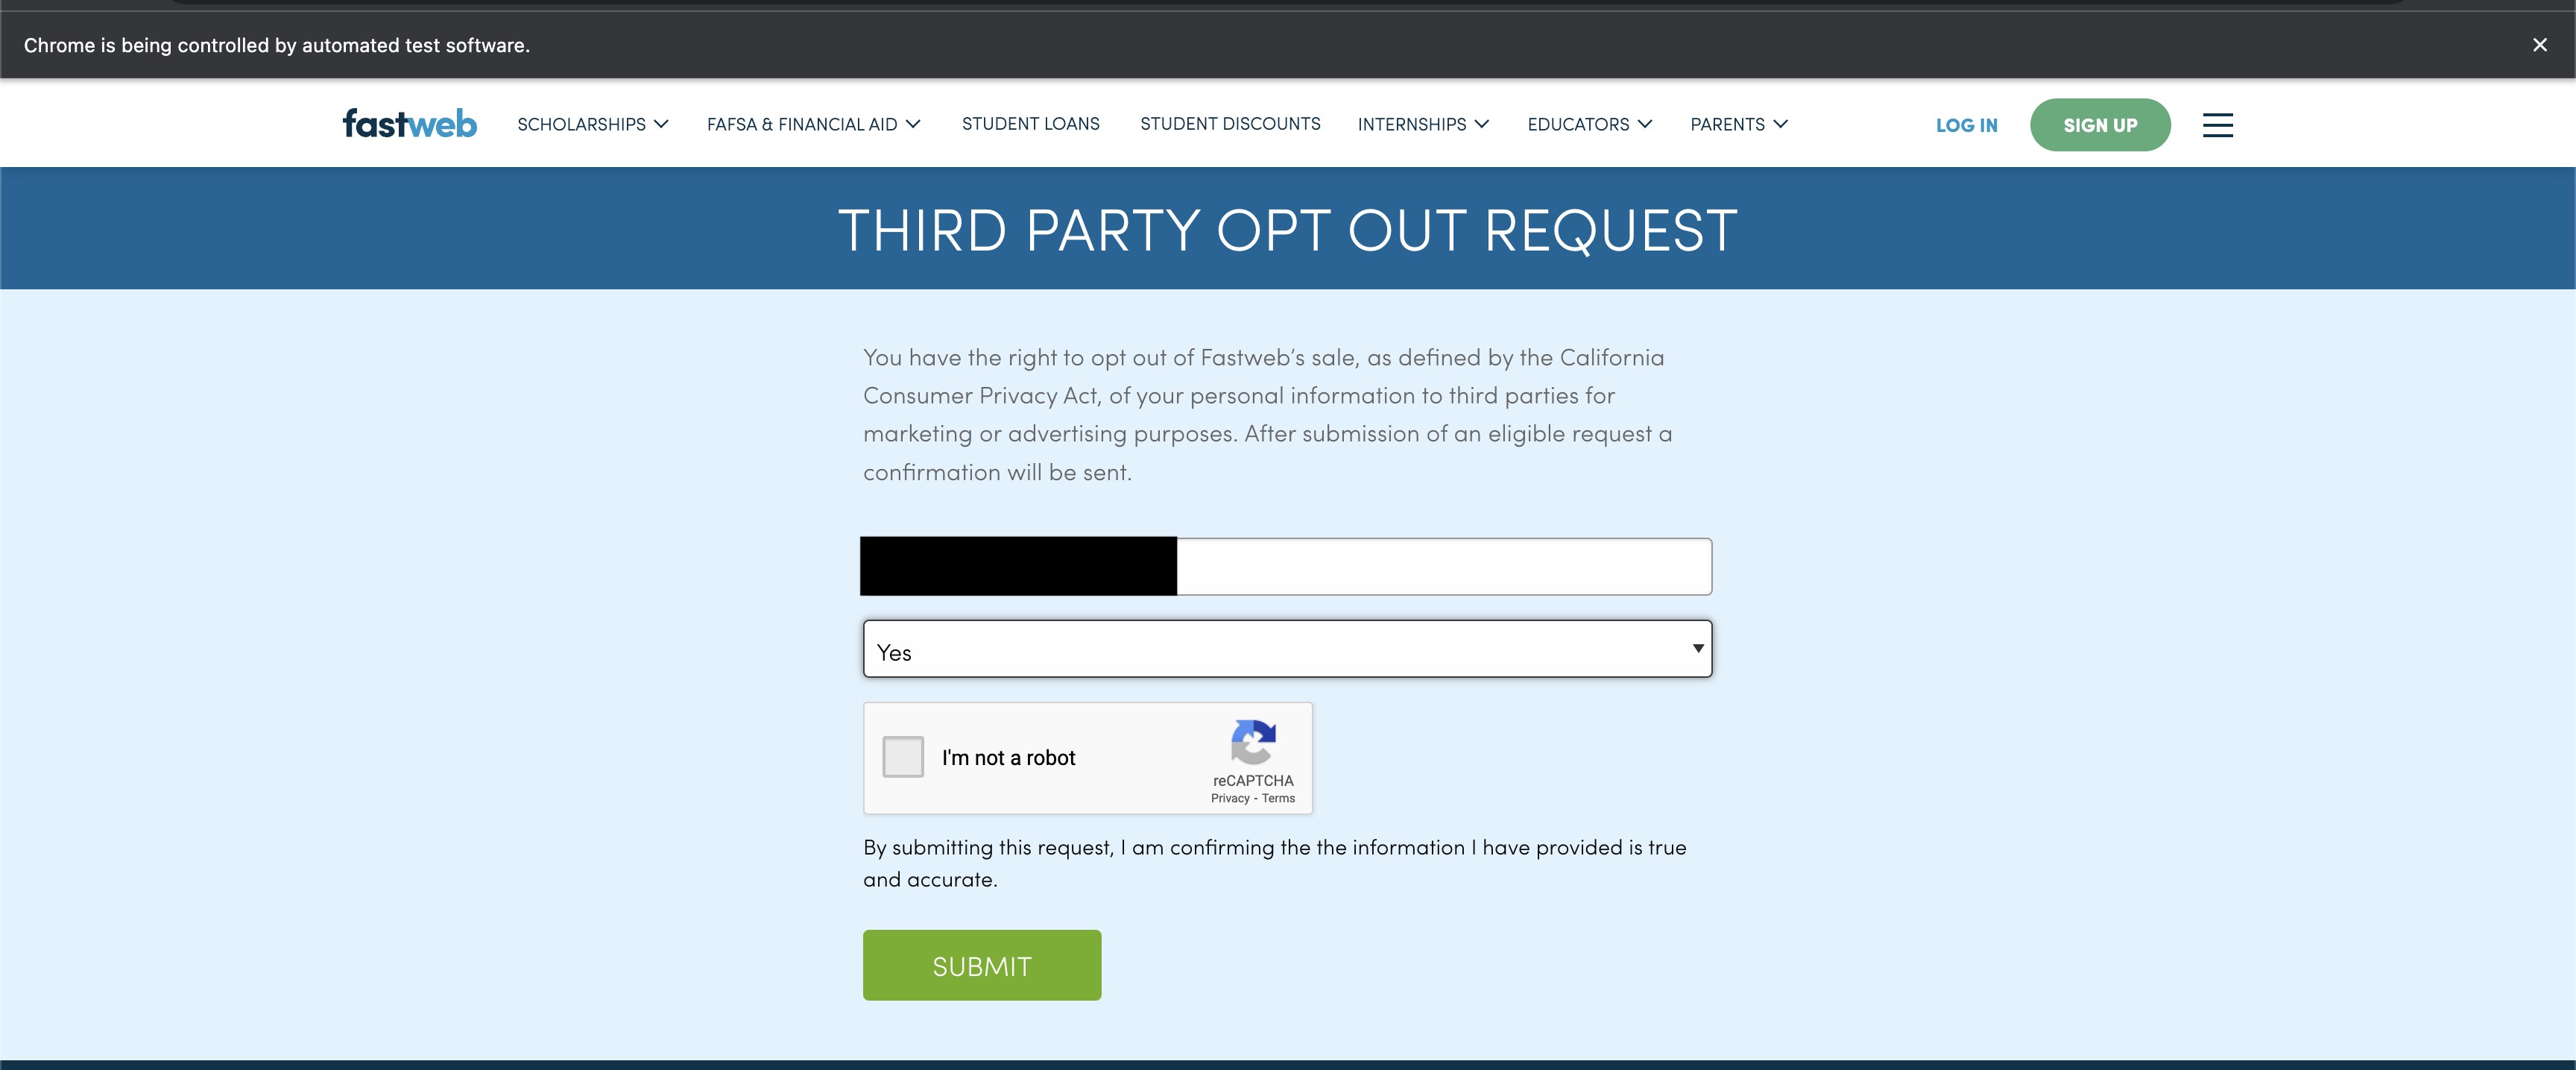 Chrome is being controlled by automated test software.
fastweb SCHOLARSHIPS FAFSA & FINANCIAL AID STUDENT LOANS STUDENT DISCOUNTS INTERNSHIPS EDUCATORS PARENTS LOG IN SIGN UP
THIRD PARTY OPT OUT REQUEST
You have the right to opt out of Fastweb's sale, as defined by the California
Consumer Privacy Act, of your personal information to third parties for
marketing or advertising purposes. After submission of an eligible request a
confirmation will be sent.
Yes
I'm not a robot
reCAPTCHA
Privacy - Terms
By submitting this request, I am confirming the the information I have provided is true
and accurate.
SUBMIT